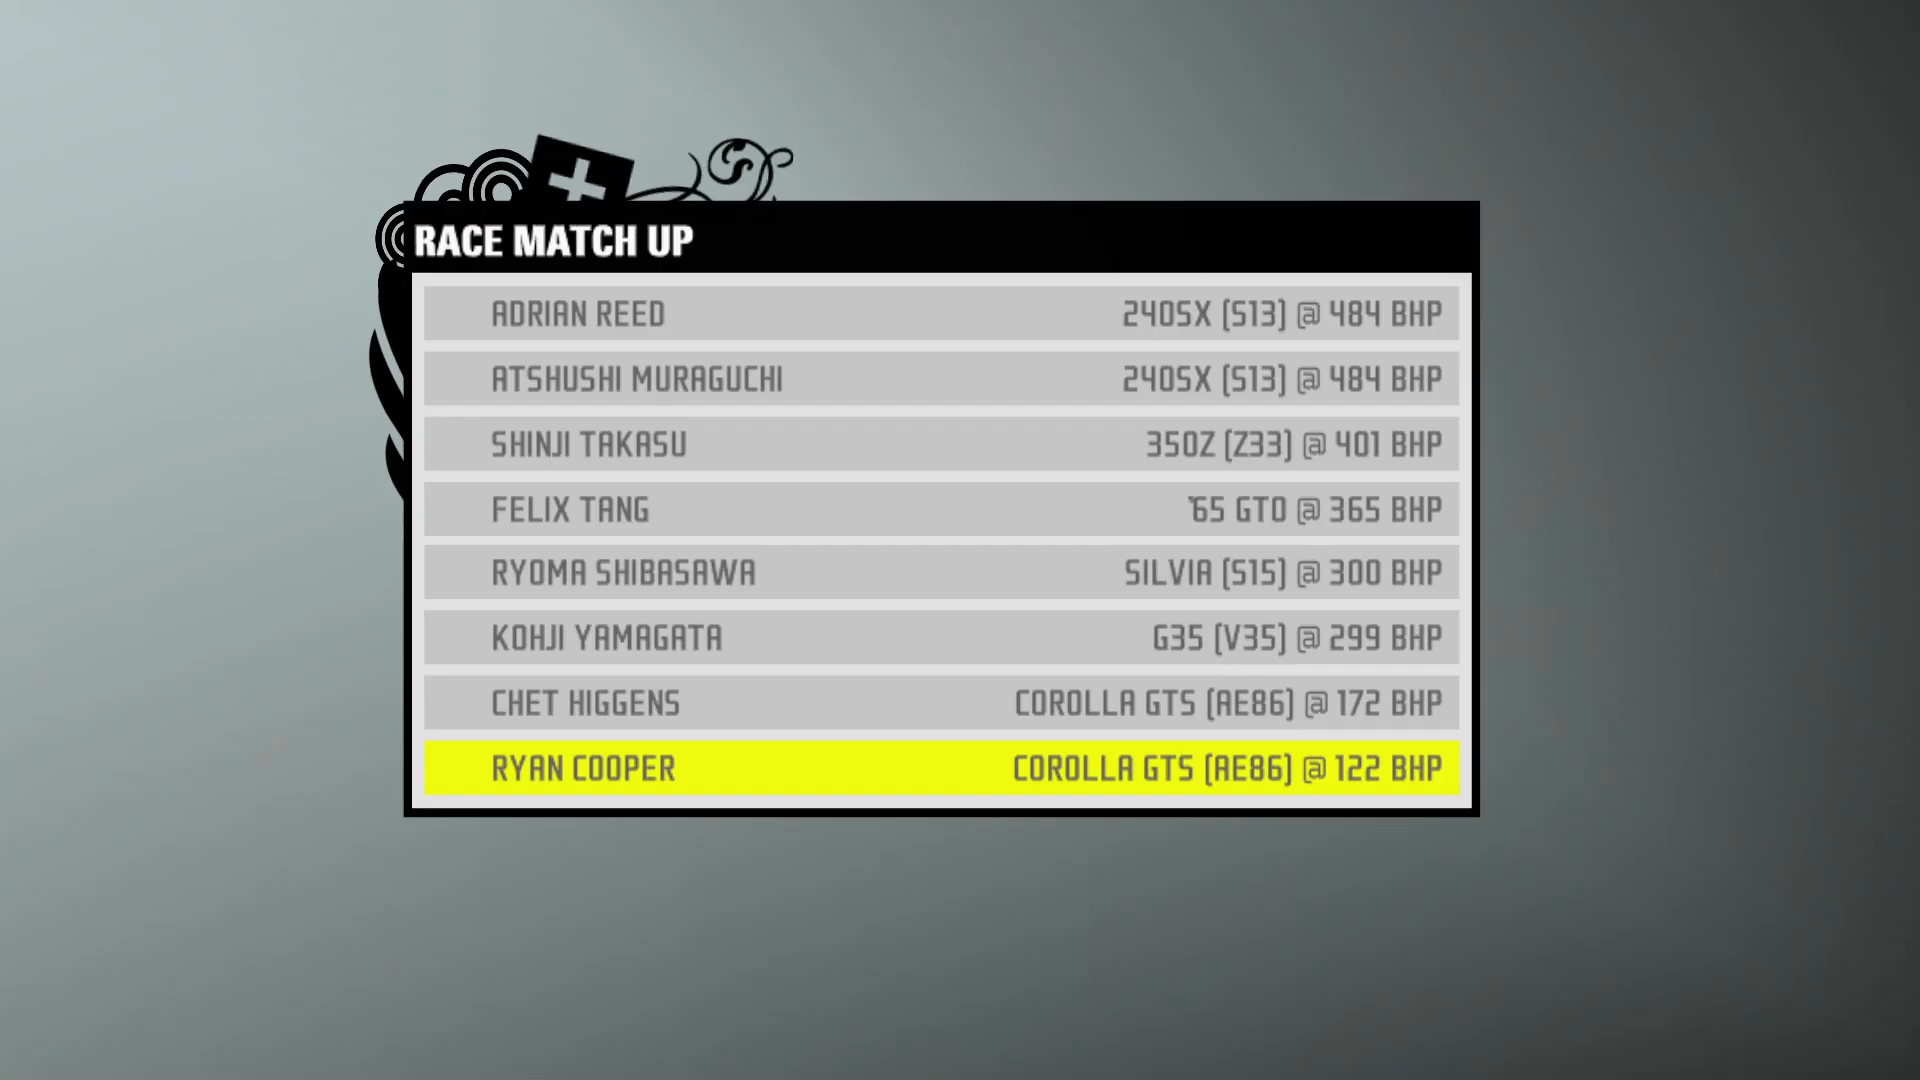 RACE MATCH UP
ADRIAN REED 240SX (S13) @ 484 BHP
ATSHUSHI MURAGUCHI 240SX (S13) @ 484 BHP
SHINJI TAKASU 350Z (Z33) @ 401 BHP
FELIX TANG '65 GTO @ 365 BHP
RYOMA SHIBASAWA SILVIA (S15) @ 300 BHP
KOHJI YAMAGATA G35 (V35) @ 299 BHP
CHET HIGGENS COROLLA GTS (AE86) @ 172 BHP
RYAN COOPER COROLLA GTS (AE86) @ 122 BHP